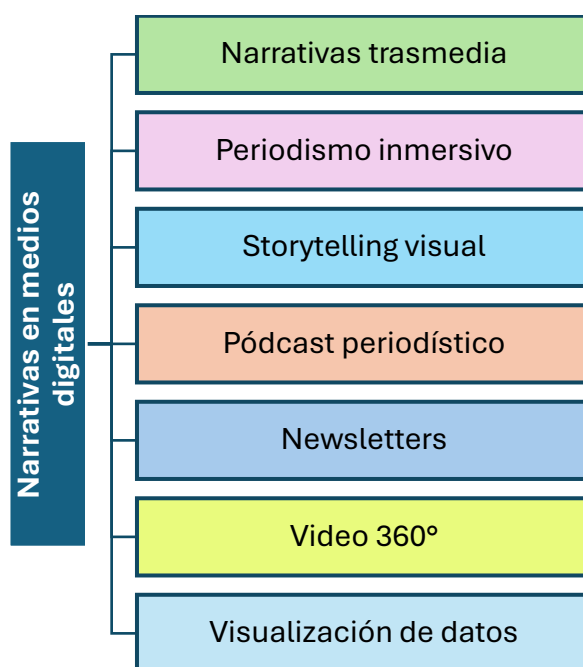 Narrativas en medios
digitales
Narrativas trasmedia
Periodismo inmersivo
Storytelling visual
Pódcast periodístico
Newsletters
Video 360°
Visualización de datos